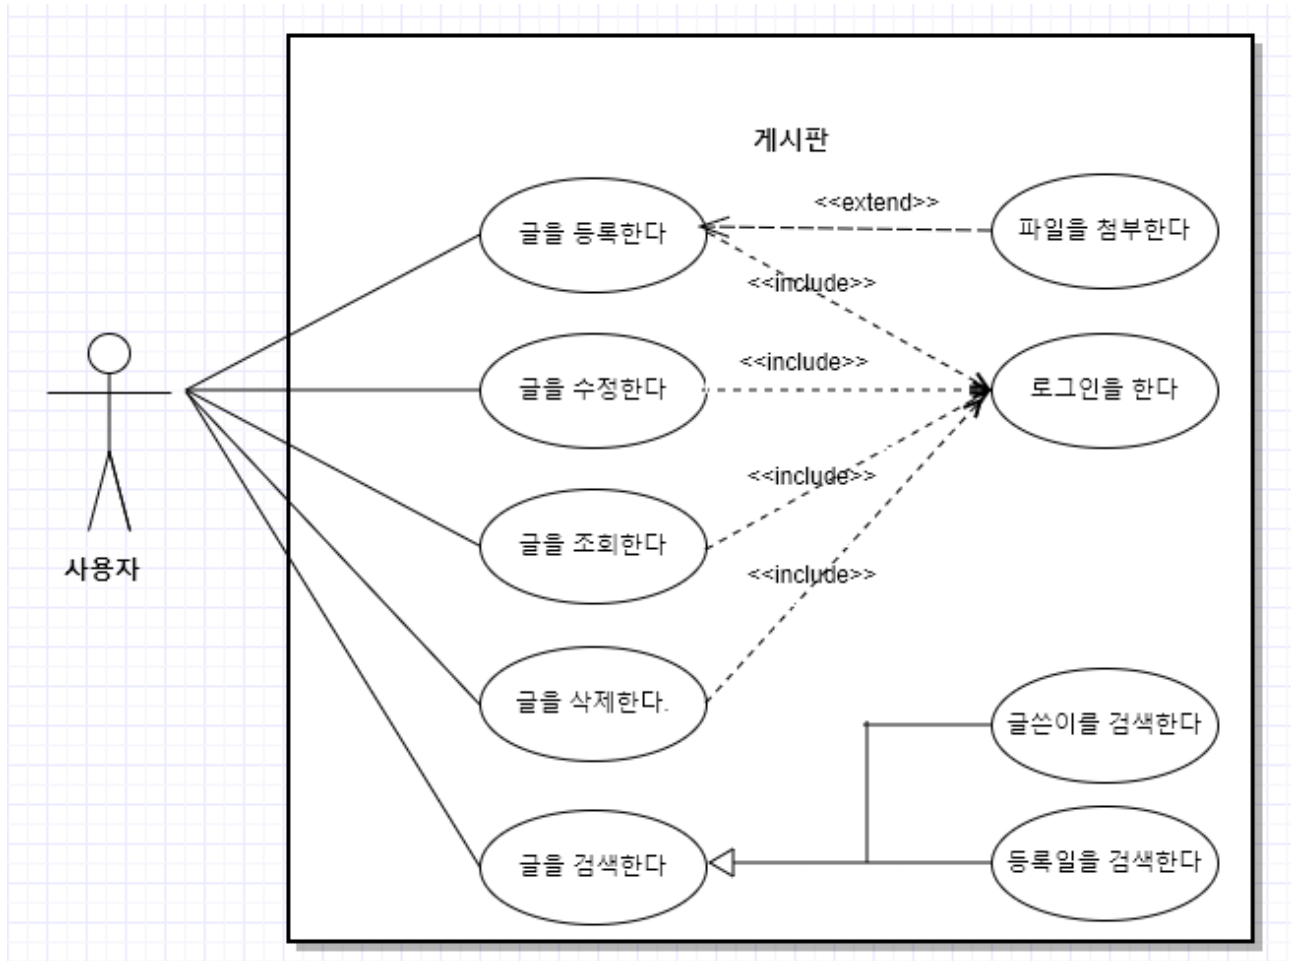 게시판
글을 등록한다
<<extend>>
파일을 첨부한다
<<include>>
글을 수정한다
<<include>>
로그인을 한다
글을 조회한다
<<include>>
사용자
<<include>>
글을 삭제한다.
글쓴이를 검색한다
글을 검색한다
등록일을 검색한다